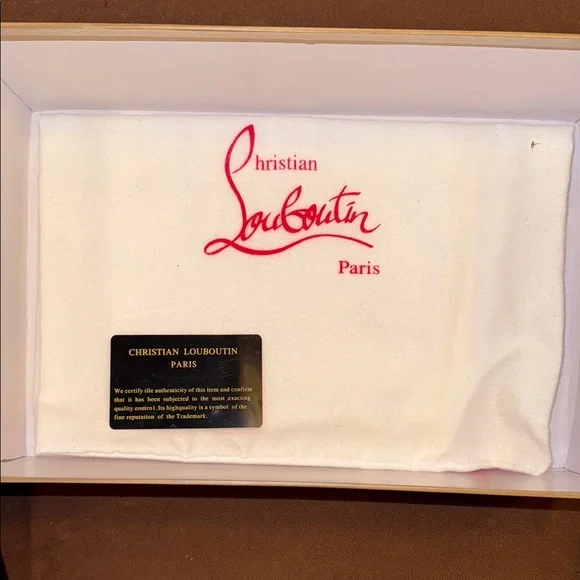 Christian
Louboutin
Paris
CHRISTIAN LOUBOUTIN
PARIS
We certify tile authenticity of this item and confirm
that it has been subjected to the most .exacting
quality control .Its highquality is a symbol of the
fine reputation of the Trademark.